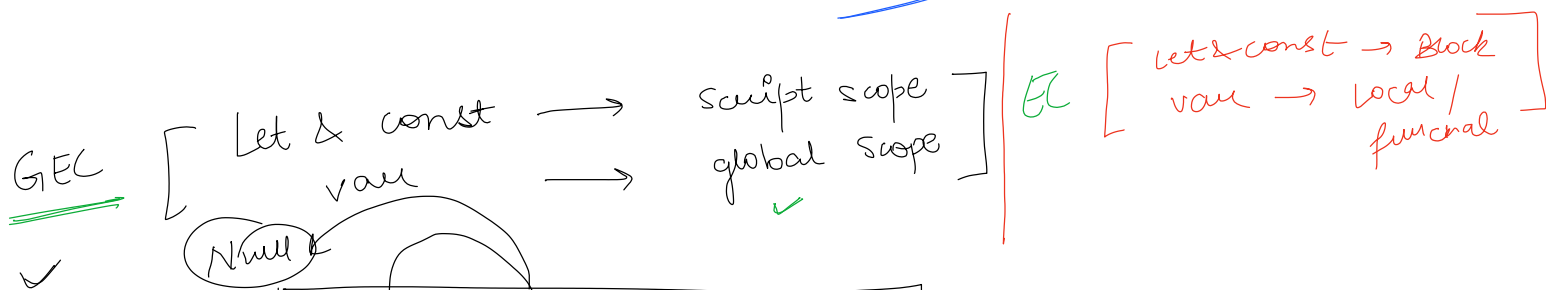 GEC [ Let & const → script scope ]
var → global scope
Null
EC [ Let & const → Block ]
var → Local /
funcnal